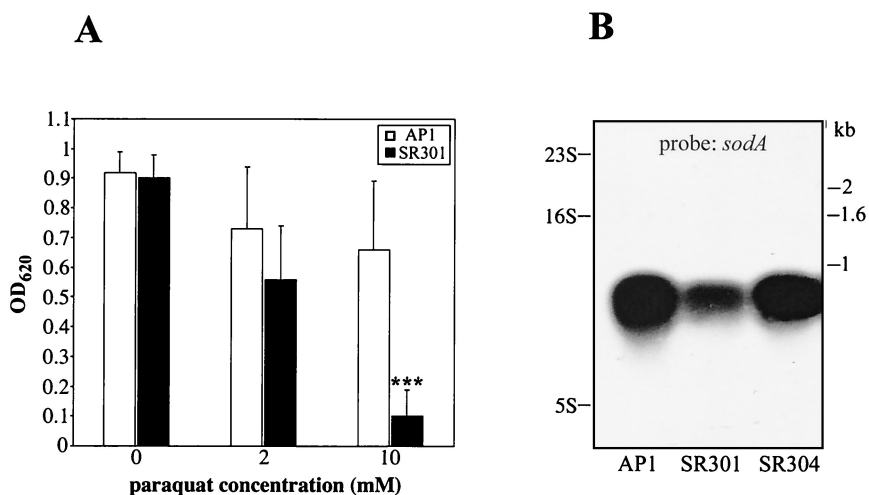 A
B
1.1
1
0.9
0.8
0.7
0.6
0.5
0.4
0.3
0.2
0.1
0
OD620
AP1
SR301
***
0
2
10
paraquat concentration (mM)
probe: sodA
kb
23S–
16S–
5S–
–2
–1.6
–1
AP1 SR301 SR304